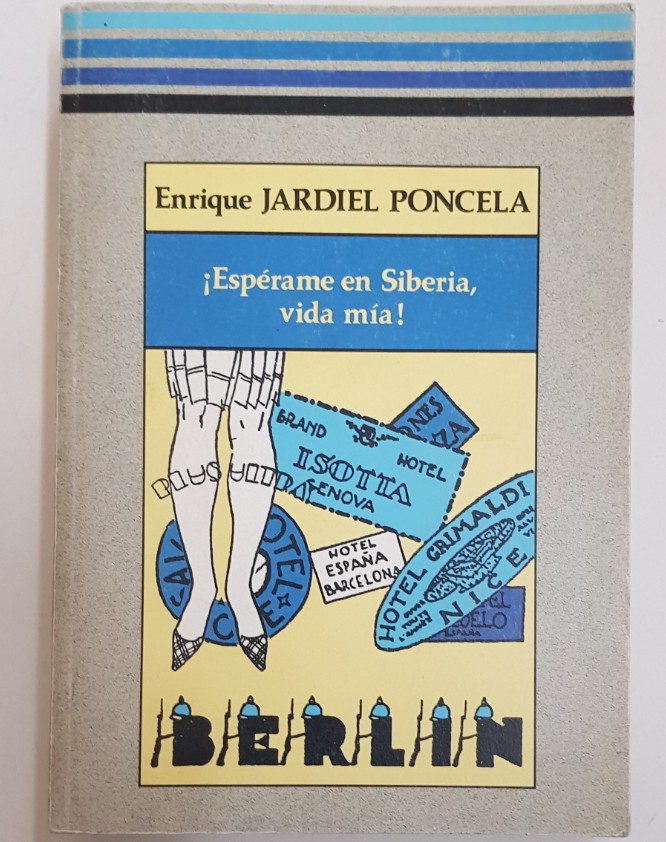 Enrique JARDIEL PONCELA
¡Espérame en Siberia,
vida mía!
GRAND
HOTEL
ISOTTA
GENOVA
HOTEL
ESPAÑA
BARCELONA
HOTEL GRIMALDI
NICE
ESPAÑA
BERLIN